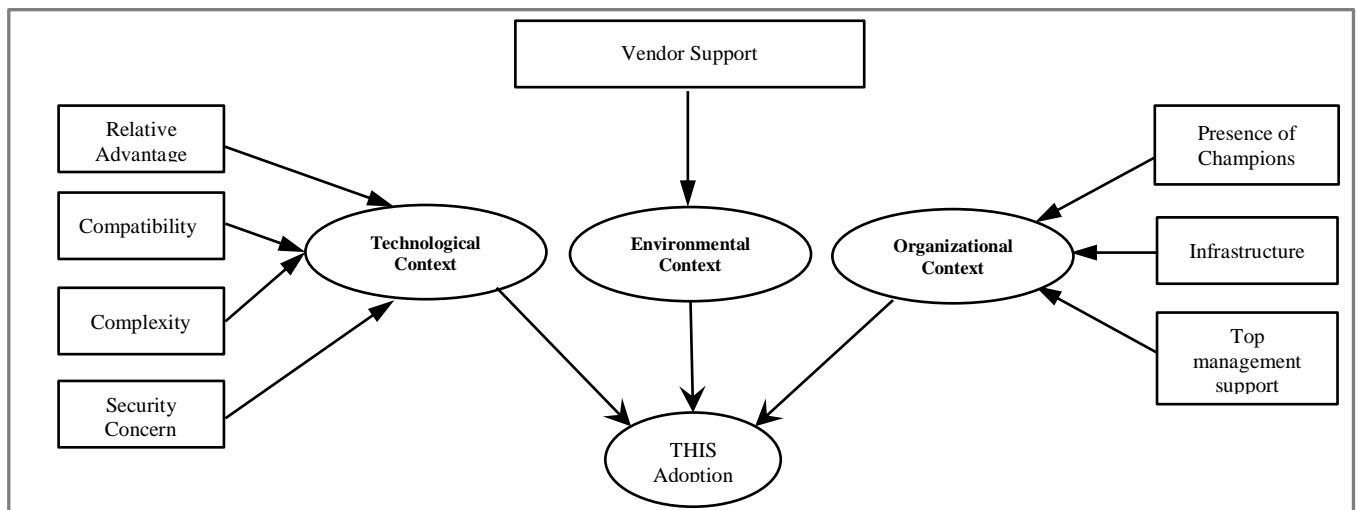 Vendor Support
Relative
Advantage
Compatibility
Complexity
Security
Concern
Technological
Context
Environmental
Context
Organizational
Context
Presence of
Champions
Infrastructure
Top
management
support
THIS
Adoption